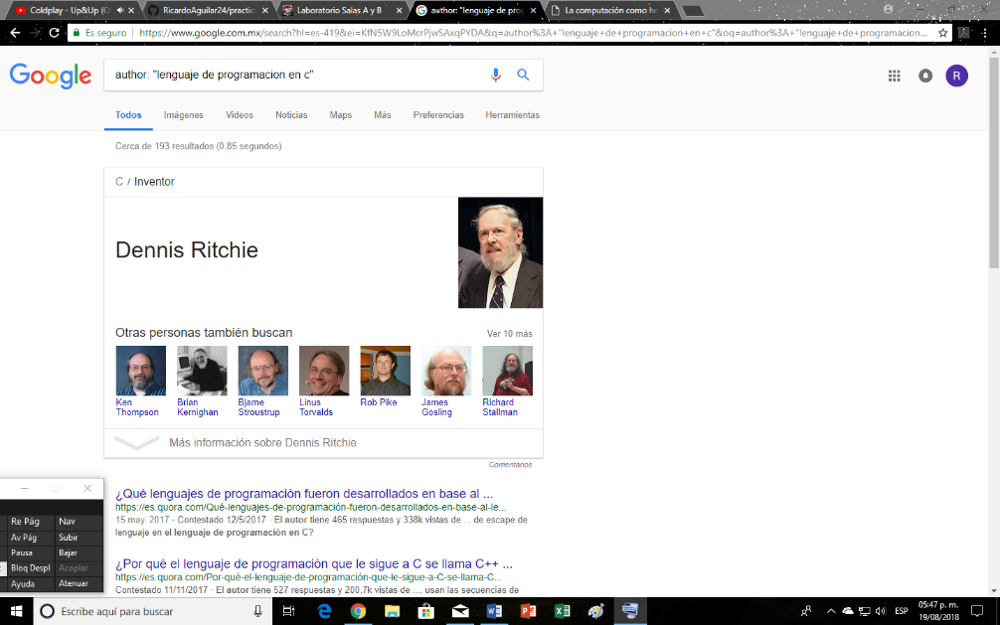 Coldplay - Up&Up (O
RicardoAguilar24/practic
Laboratorio Salas A y B
author: "lenguaje de prog
La computación como he
Es seguro
https://www.google.com.mx/search?hl=es-419&ei=KfN5W9LoMcrPjwSAxqPYDA&q=author%3A+"lenguaje+de+programacion+en+c"&oq=author%3A+"lenguaje+de+programacion...
Google
author: "lenguaje de programacion en c"
R
Todos
Imágenes
Videos
Noticias
Maps
Más
Preferencias
Herramientas
Cerca de 193 resultados (0.85 segundos)
C / Inventor
Dennis Ritchie
Otras personas también buscan
Ver 10 más
Ken Thompson
Brian Kernighan
Bjarne Stroustrup
Linus Torvalds
Rob Pike
James Gosling
Richard Stallman
Más información sobre Dennis Ritchie
Comentarios
¿Qué lenguajes de programación fueron desarrollados en base al ...
https://es.quora.com/Qué-lenguajes-de-programación-fueron-desarrollados-en-base-al-le...
15 may. 2017 - Contestado 12/5/2017 · El autor tiene 465 respuestas y 338k vistas de ... de escape de
lenguaje en el lenguaje de programación en C?
¿Por qué el lenguaje de programación que le sigue a C se llama C++ ...
https://es.quora.com/Por-qué-el-lenguaje-de-programación-que-le-sigue-a-C-se-llama-C...
Contestado 11/11/2017 · El autor tiene 527 respuestas y 200,7k vistas de .... usan las secuencias de
Re Pág
Nav
Av Pág
Subir
Pausa
Bajar
Bloq Despl
Acoplar
Ayuda
Atenuar
Escribe aquí para buscar
ESP
05:47 p. m.
19/08/2018